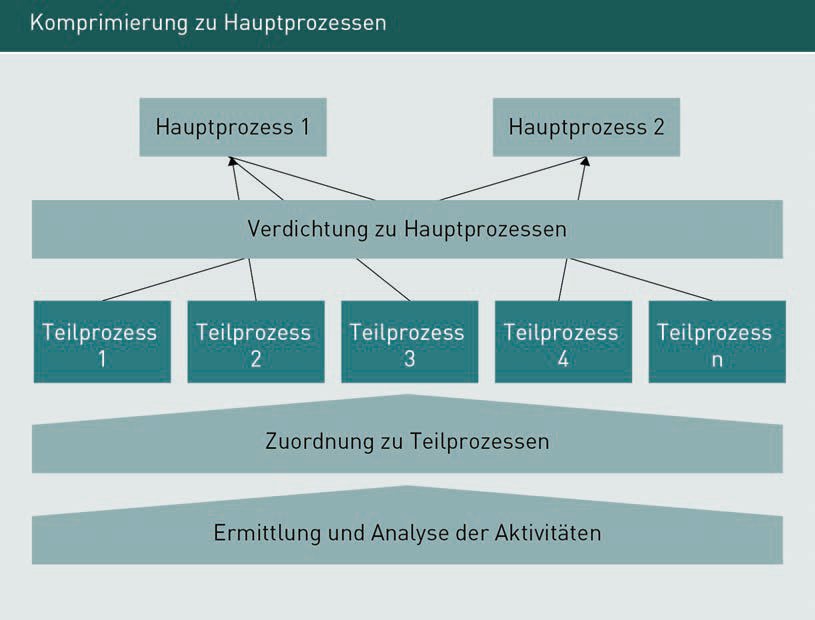 Komprimierung zu Hauptprozessen
Hauptprozess 1
Hauptprozess 2
Verdichtung zu Hauptprozessen
Teilprozess
1
Teilprozess
2
Teilprozess
3
Teilprozess
4
Teilprozess
n
Zuordnung zu Teilprozessen
Ermittlung und Analyse der Aktivitäten